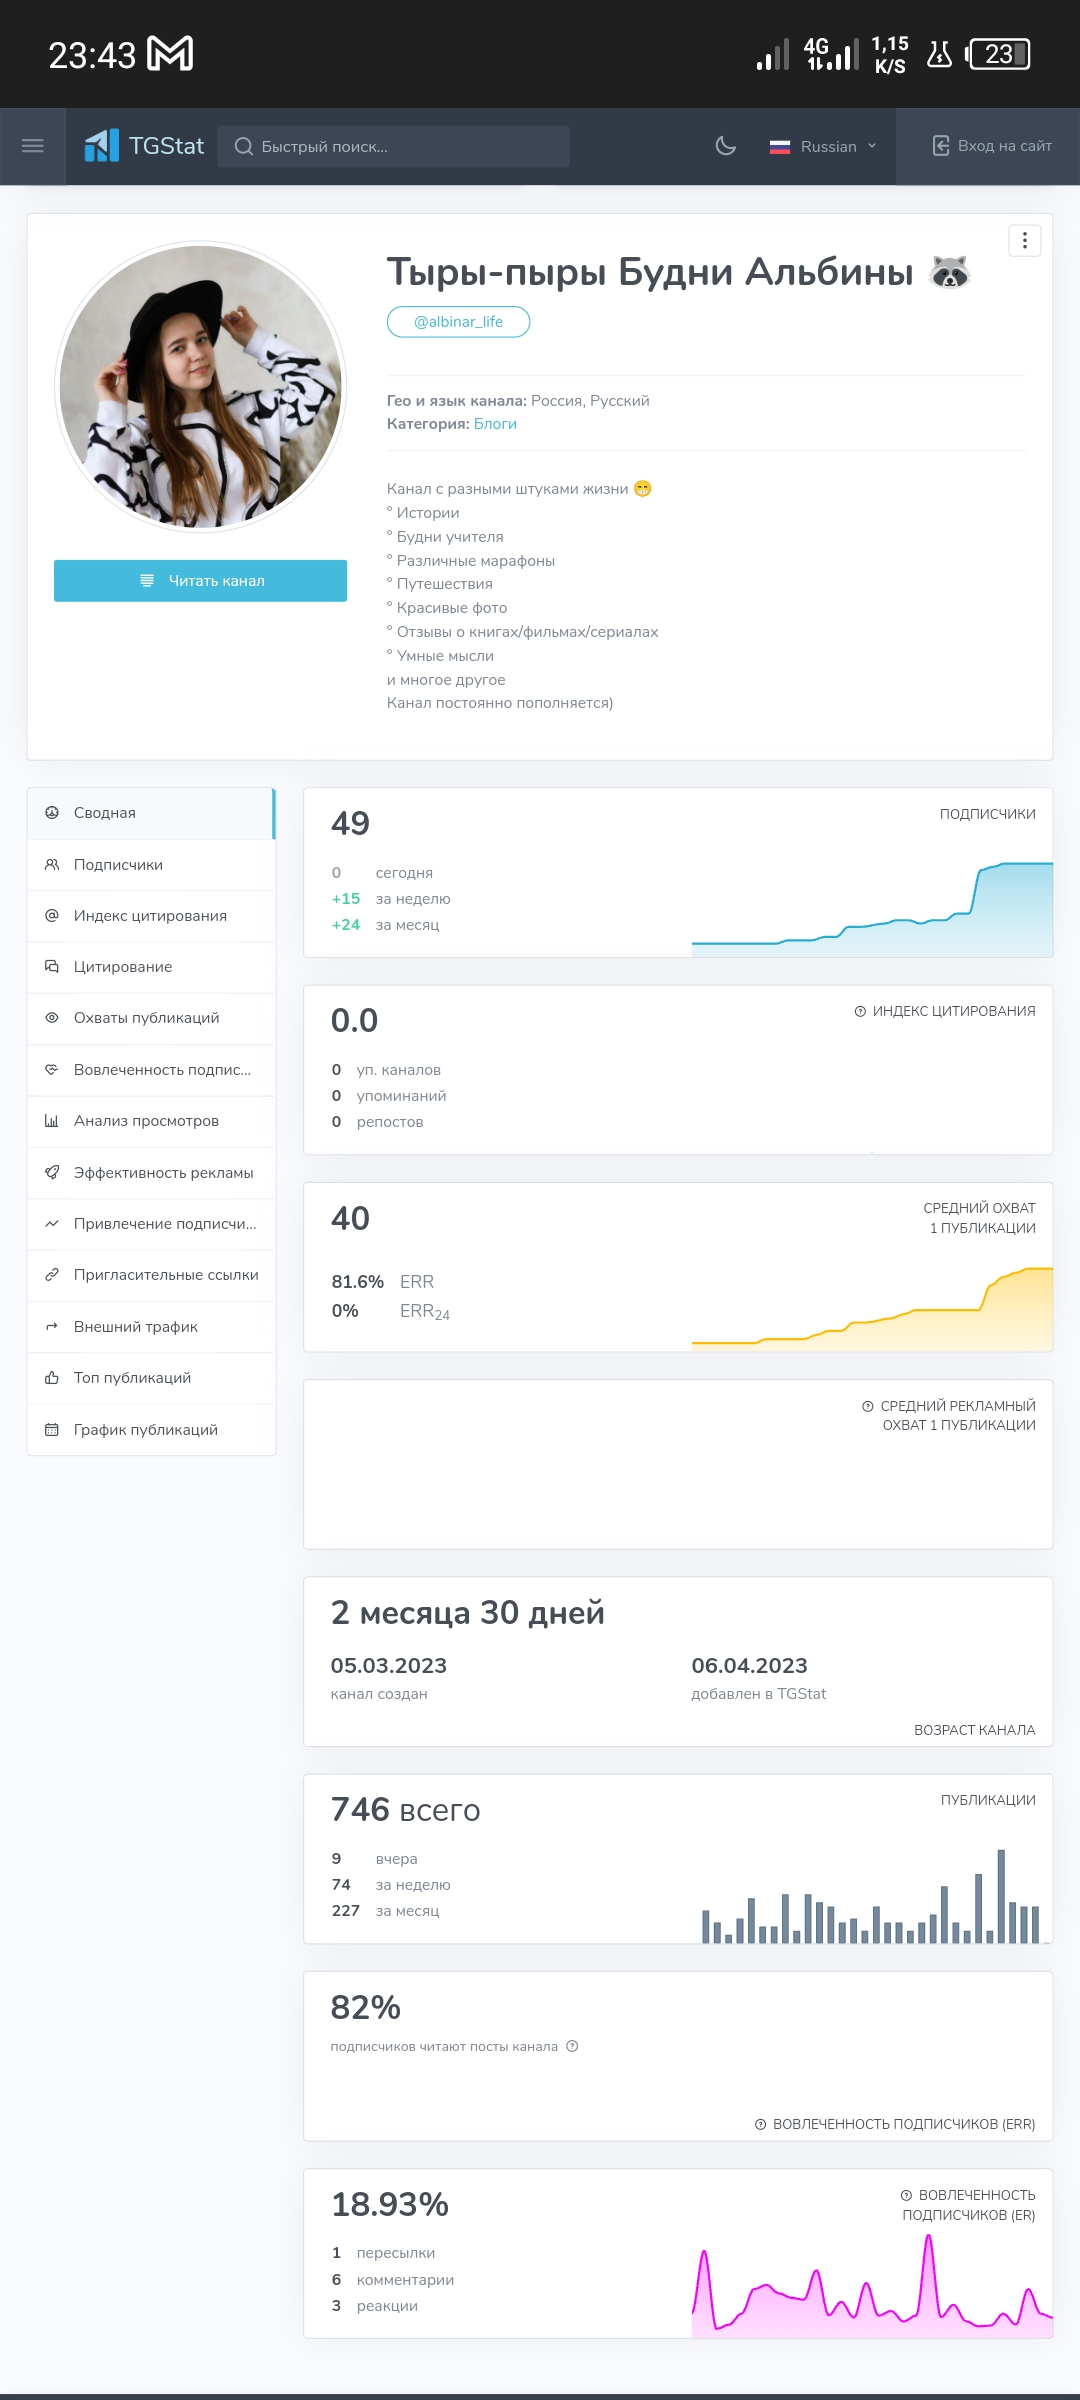 23:43
4G
1,15
K/S
23
TGStat
Быстрый поиск...
Russian
Вход на сайт
Тыры-пыры Будни Альбины 🦝
@albinar_life
Гео и язык канала: Россия, Русский
Категория: Блоги
Канал с разными штуками жизни 😁
° Истории
° Будни учителя
° Различные марафоны
° Путешествия
° Красивые фото
° Отзывы о книгах/фильмах/сериалах
° Умные мысли
и многое другое
Канал постоянно пополняется)
Читать канал
Сводная
Подписчики
Индекс цитирования
Цитирование
Охваты публикаций
Вовлеченность подпис...
Анализ просмотров
Эффективность рекламы
Привлечение подписчи...
Пригласительные ссылки
Внешний трафик
Топ публикаций
График публикаций
49
ПОДПИСЧИКИ
0 сегодня
+15 за неделю
+24 за месяц
0.0
ИНДЕКС ЦИТИРОВАНИЯ
0 уп. каналов
0 упоминаний
0 репостов
40
СРЕДНИЙ ОХВАТ
1 ПУБЛИКАЦИИ
81.6% ERR
0% ERR24
СРЕДНИЙ РЕКЛАМНЫЙ
ОХВАТ 1 ПУБЛИКАЦИИ
2 месяца 30 дней
05.03.2023 06.04.2023
канал создан добавлен в TGStat
ВОЗРАСТ КАНАЛА
746 всего
ПУБЛИКАЦИИ
9 вчера
74 за неделю
227 за месяц
82%
подписчиков читают посты канала
ВОВЛЕЧЕННОСТЬ ПОДПИСЧИКОВ (ERR)
18.93%
ВОВЛЕЧЕННОСТЬ
ПОДПИСЧИКОВ (ER)
1 пересылки
6 комментарии
3 реакции